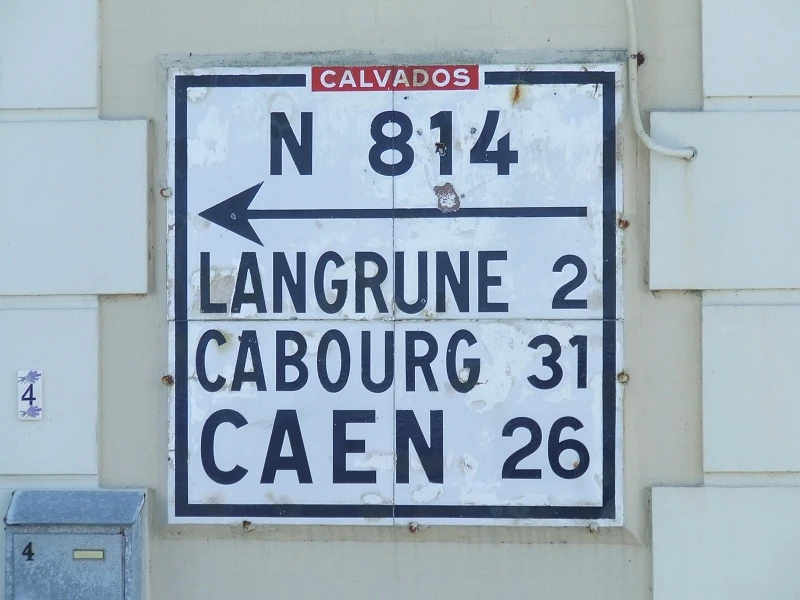 CALVADOS
N 814
LANGRUNE 2
CABOURG 31
CAEN 26
4
4